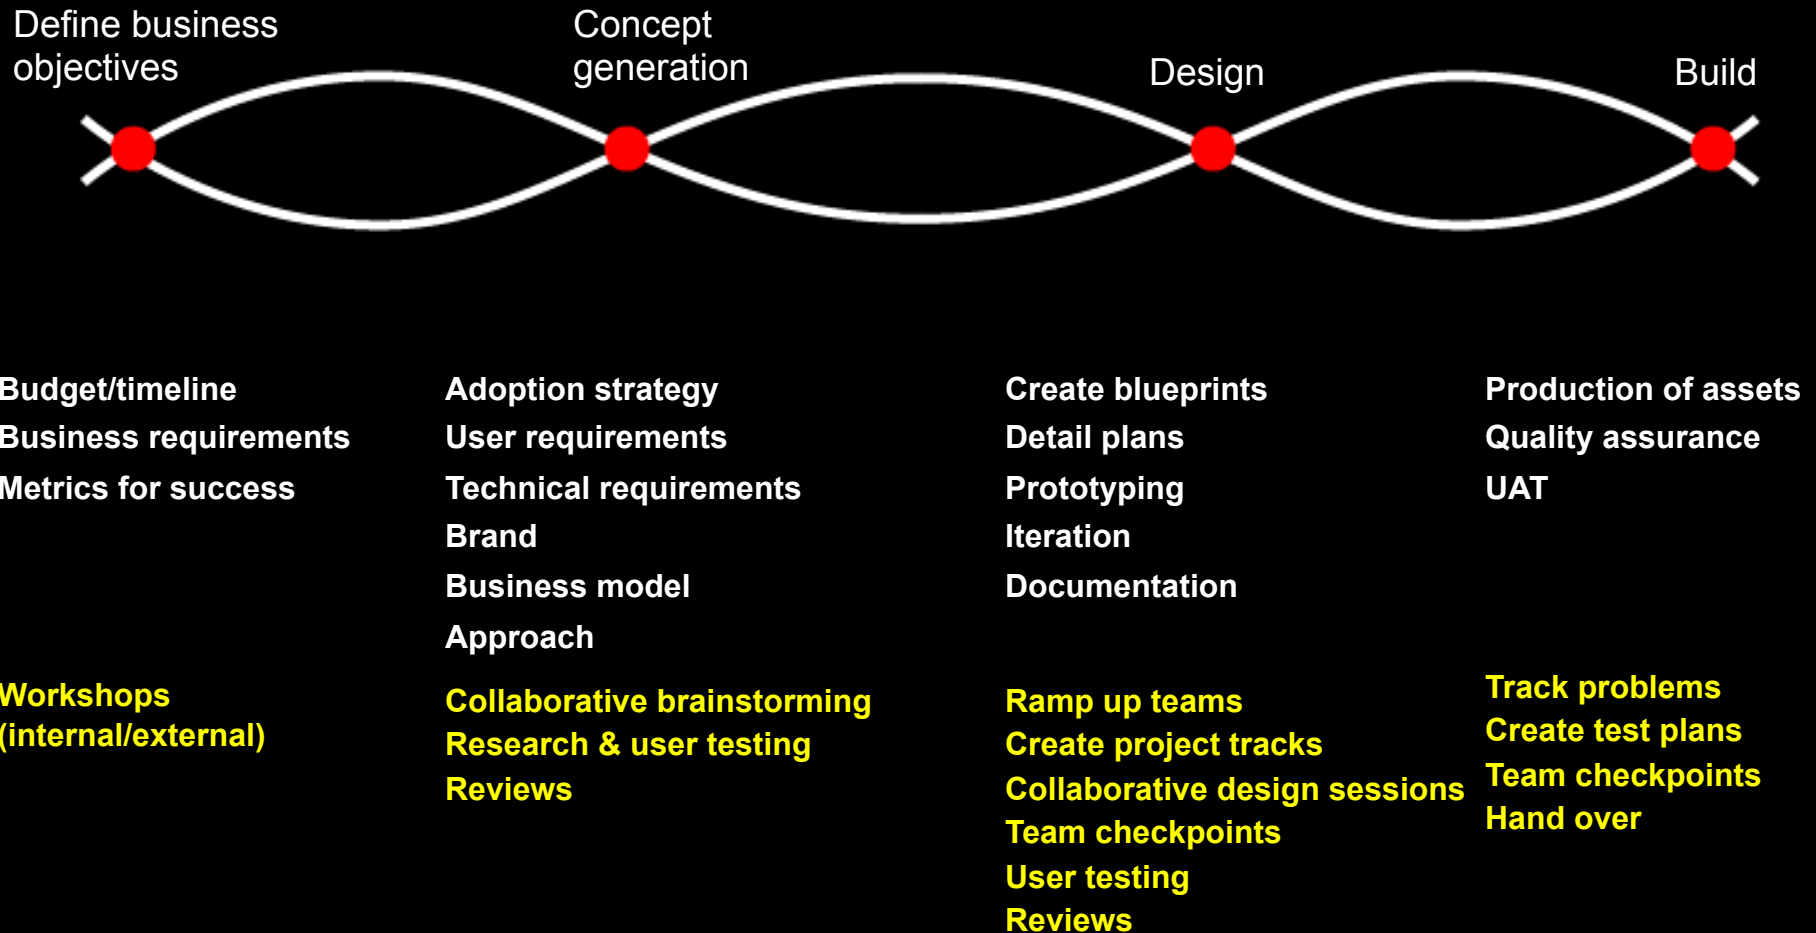 Define business
objectives
Concept
generation
Design
Build
Budget/timeline
Business requirements
Metrics for success
Adoption strategy
User requirements
Technical requirements
Brand
Business model
Approach
Create blueprints
Detail plans
Prototyping
Iteration
Documentation
Production of assets
Quality assurance
UAT
Workshops
(internal/external)
Collaborative brainstorming
Research & user testing
Reviews
Ramp up teams
Create project tracks
Collaborative design sessions
Team checkpoints
User testing
Reviews
Track problems
Create test plans
Team checkpoints
Hand over